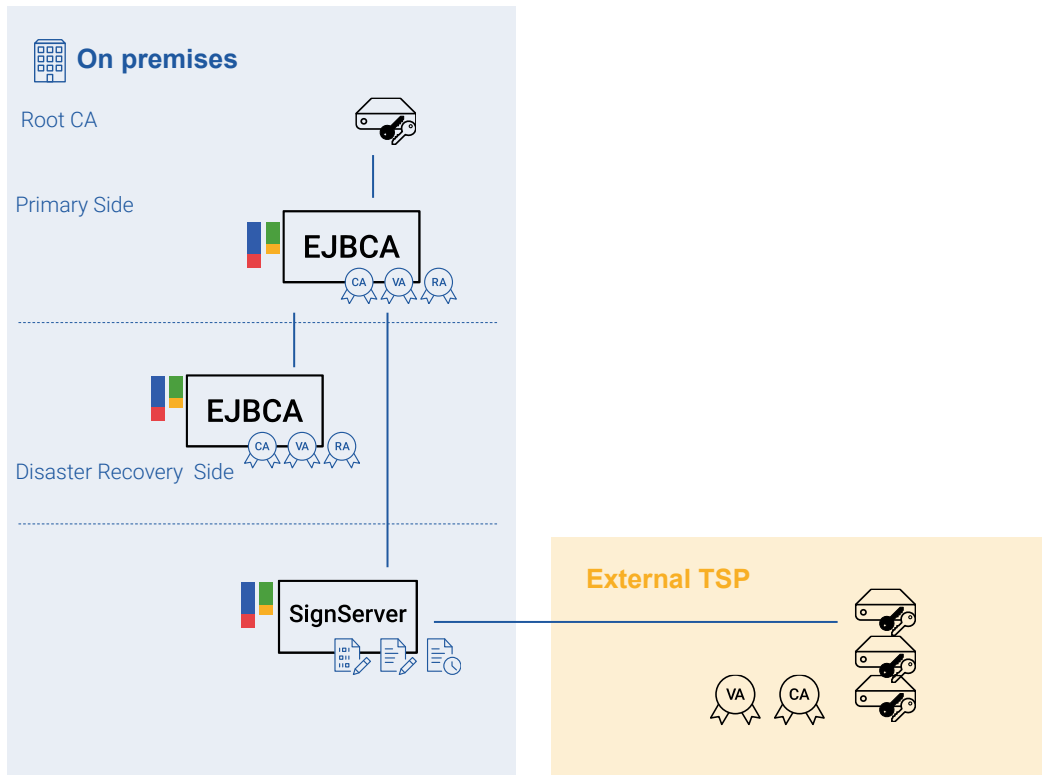 On premises
Root CA
Primary Side
EJBCA
CA VA RA
EJBCA
CA VA RA
Disaster Recovery Side
SignServer
External TSP
VA CA